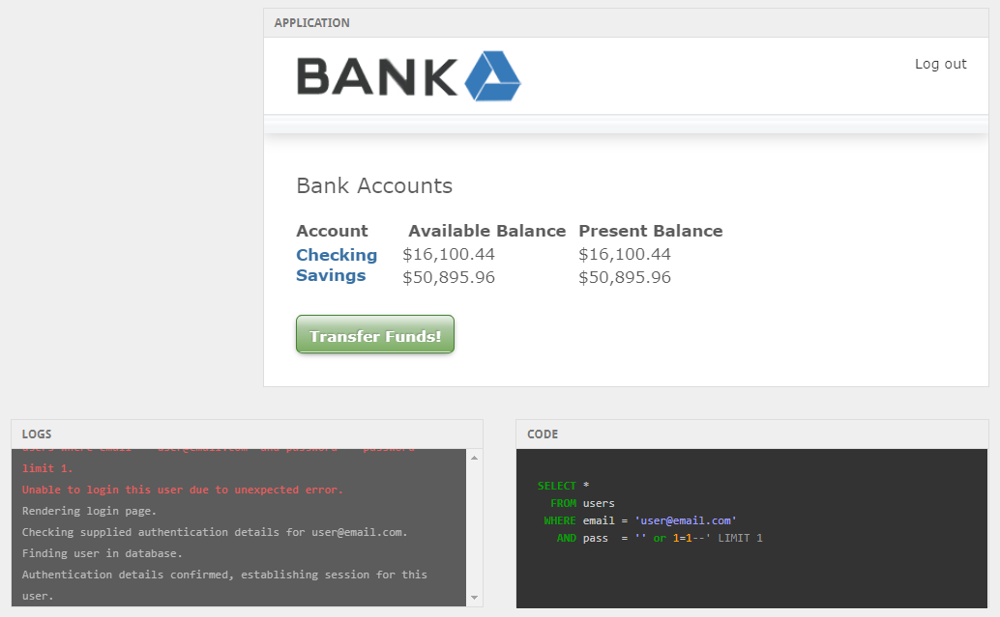 APPLICATION
BANK
Log out
Bank Accounts
Account Available Balance Present Balance
Checking $16,100.44 $16,100.44
Savings $50,895.96 $50,895.96
Transfer Funds!
LOGS
limit 1.
Unable to login this user due to unexpected error.
Rendering login page.
Checking supplied authentication details for user@email.com.
Finding user in database.
Authentication details confirmed, establishing session for this
user.
CODE
SELECT *
FROM users
WHERE email = 'user@email.com'
AND pass = '' or 1=1--' LIMIT 1